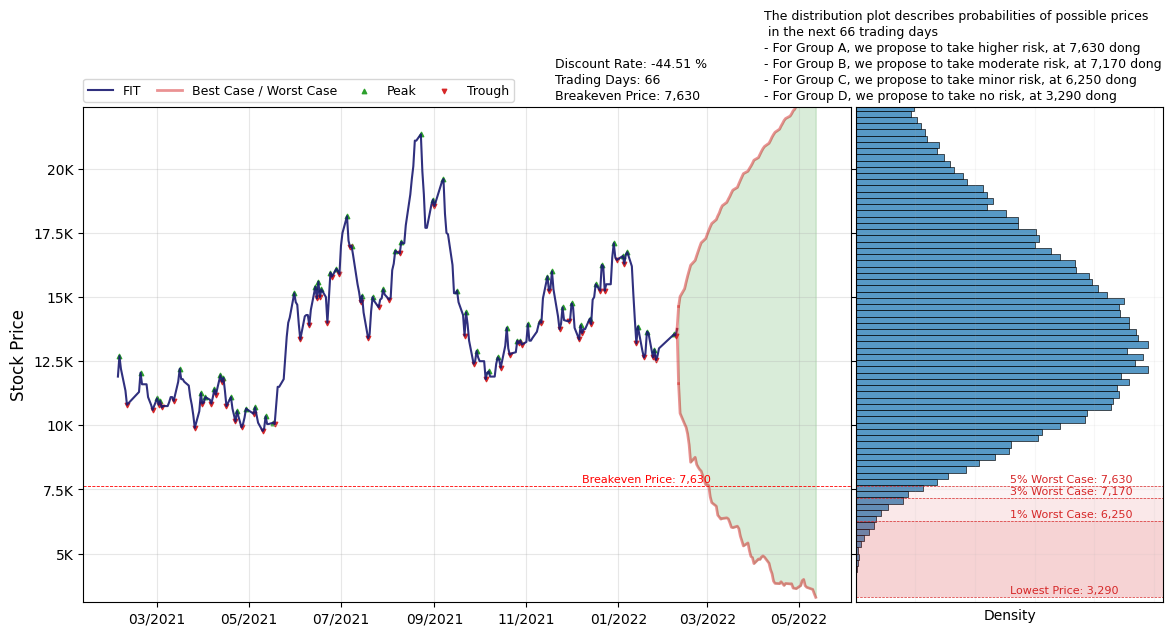 The distribution plot describes probabilities of possible prices
in the next 66 trading days
- For Group A, we propose to take higher risk, at 7,630 dong
- For Group B, we propose to take moderate risk, at 7,170 dong
- For Group C, we propose to take minor risk, at 6,250 dong
- For Group D, we propose to take no risk, at 3,290 dong
Discount Rate: -44.51 %
Trading Days: 66
Breakeven Price: 7,630
FIT
Best Case / Worst Case
Peak
Trough
Stock Price
20K
17.5K
15K
12.5K
10K
7.5K
5K
Breakeven Price: 7,630
03/2021
05/2021
07/2021
09/2021
11/2021
01/2022
03/2022
05/2022
5% Worst Case: 7,630
3% Worst Case: 7,170
1% Worst Case: 6,250
Lowest Price: 3,290
Density